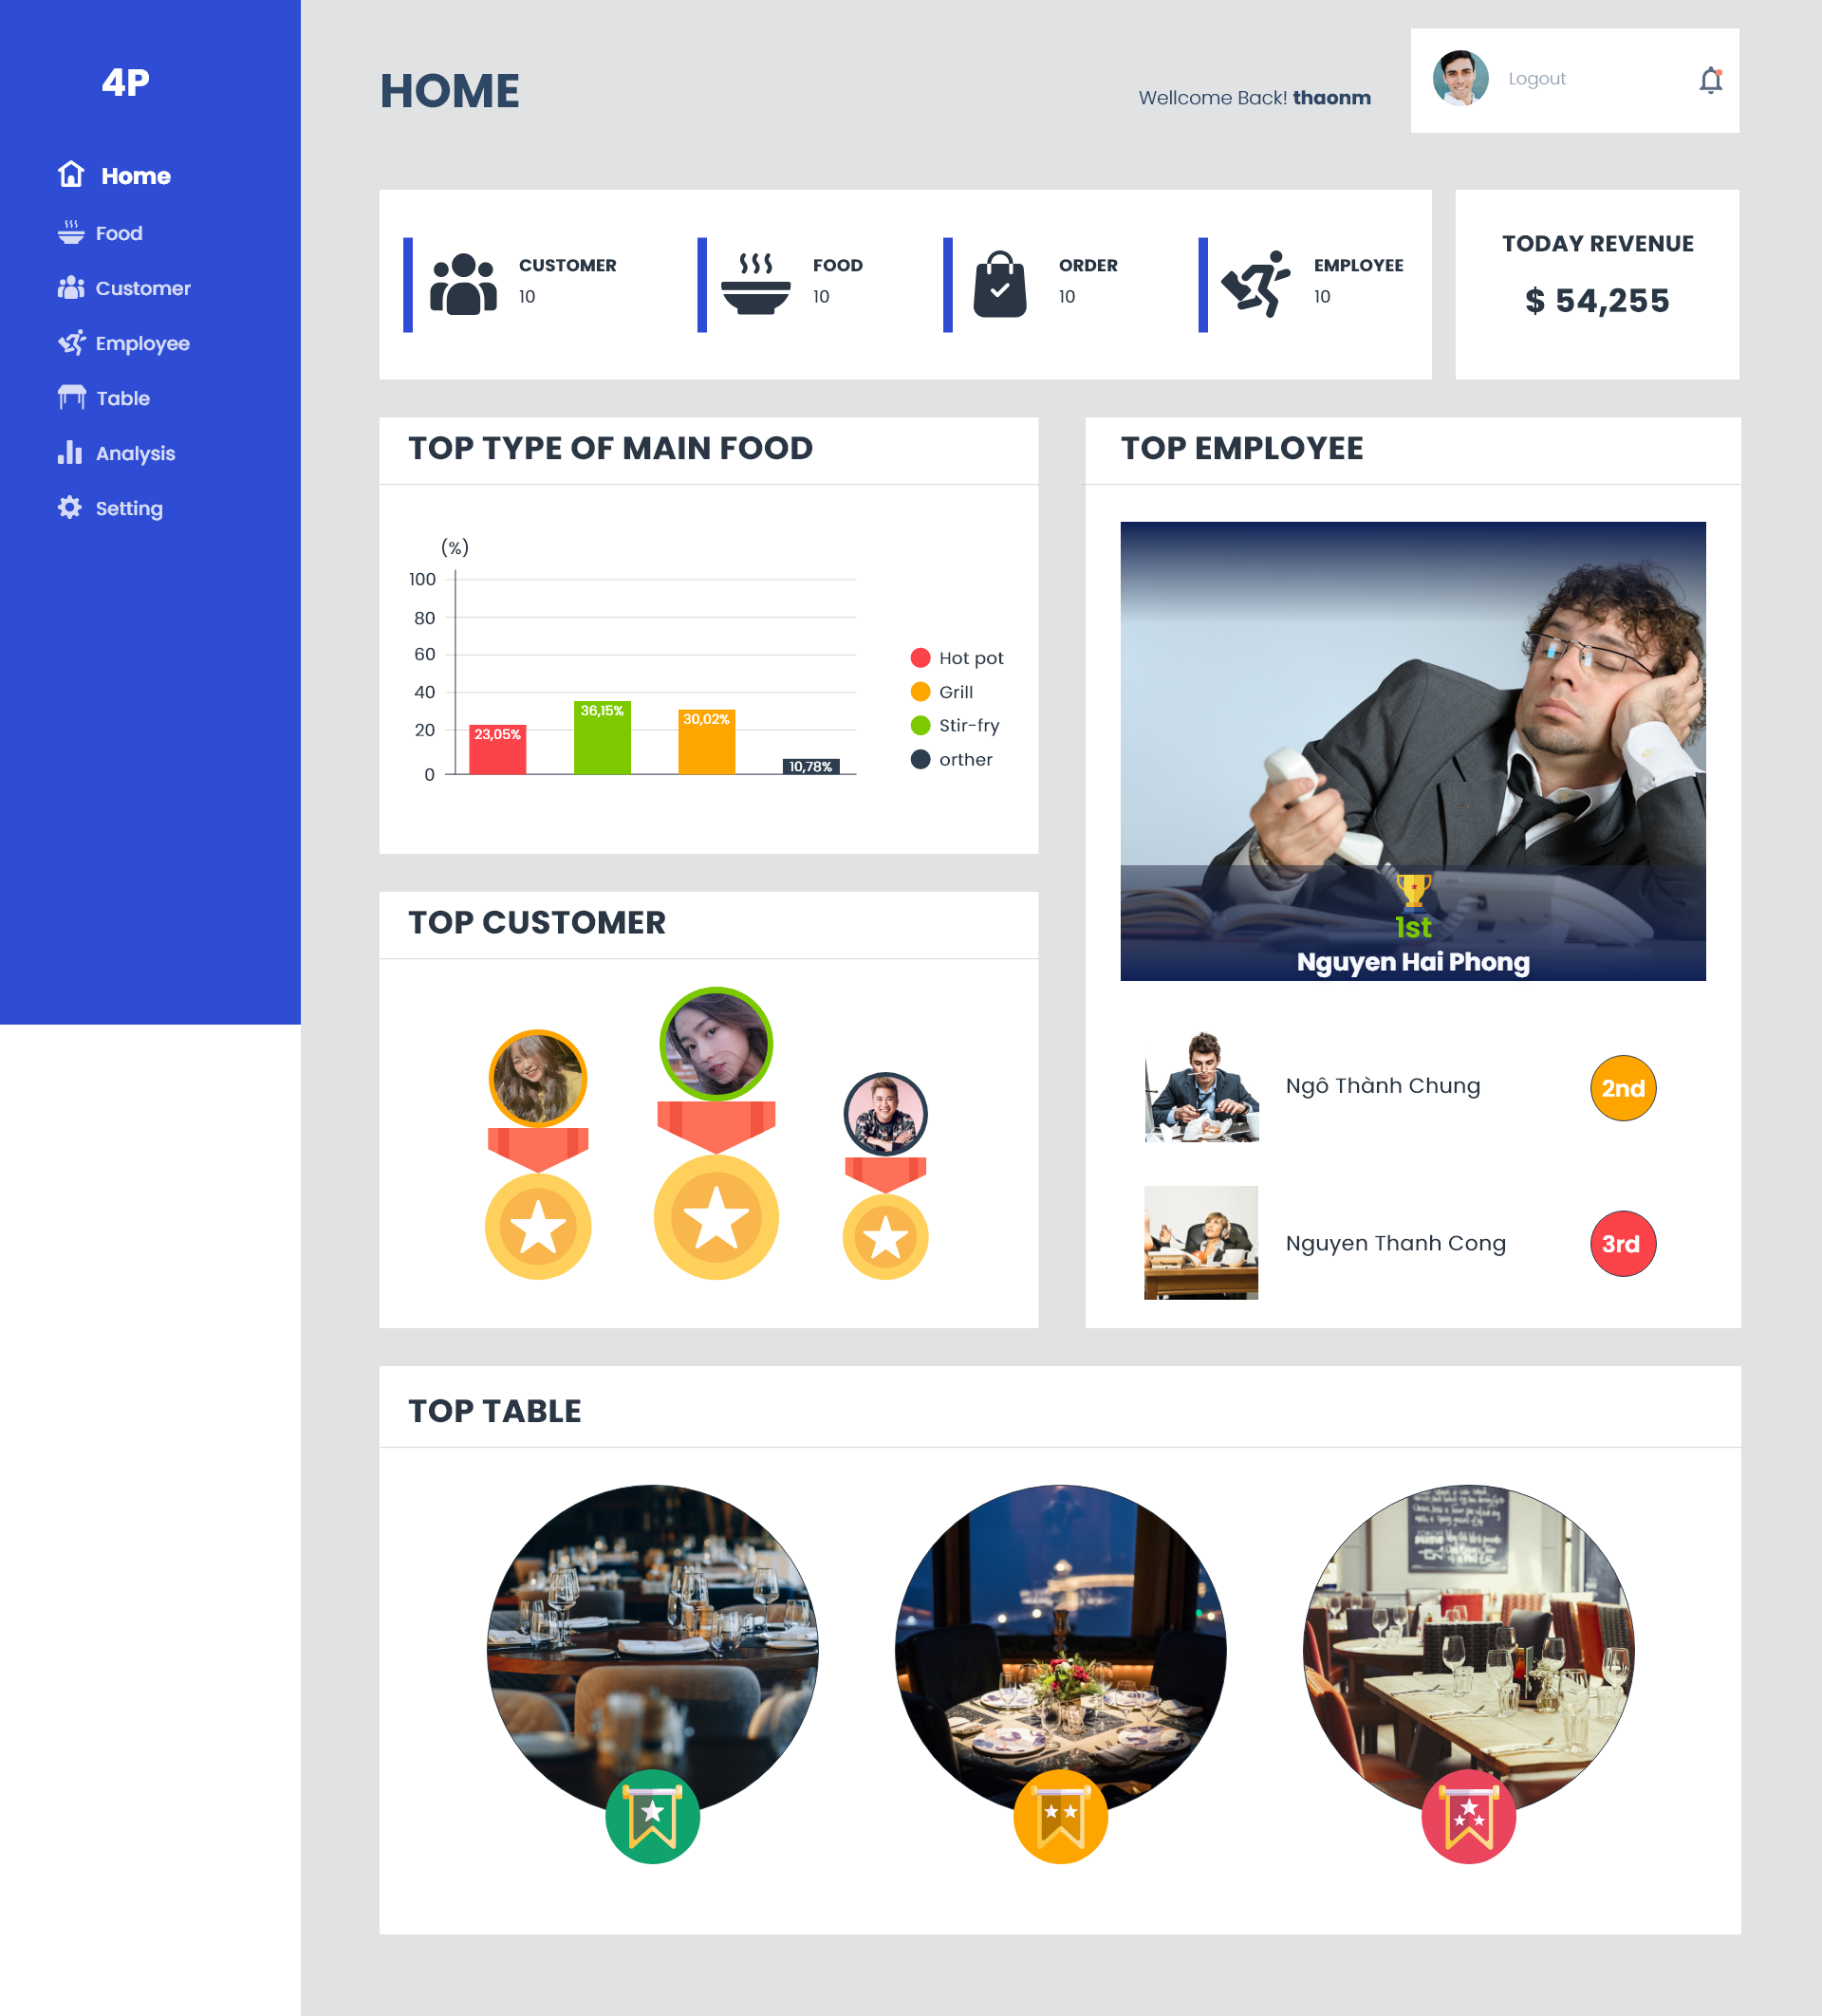 4P
Home
Food
Customer
Employee
Table
Analysis
Setting
HOME
Wellcome Back! thaonm
Logout
CUSTOMER
10
FOOD
10
ORDER
10
EMPLOYEE
10
TODAY REVENUE
$ 54,255
TOP TYPE OF MAIN FOOD
(%)
100
80
60
40
20
0
23,05%
36,15%
30,02%
10,78%
Hot pot
Grill
Stir-fry
orther
TOP EMPLOYEE
1st
Nguyen Hai Phong
Ngô Thành Chung
2nd
Nguyen Thanh Cong
3rd
TOP CUSTOMER
TOP TABLE